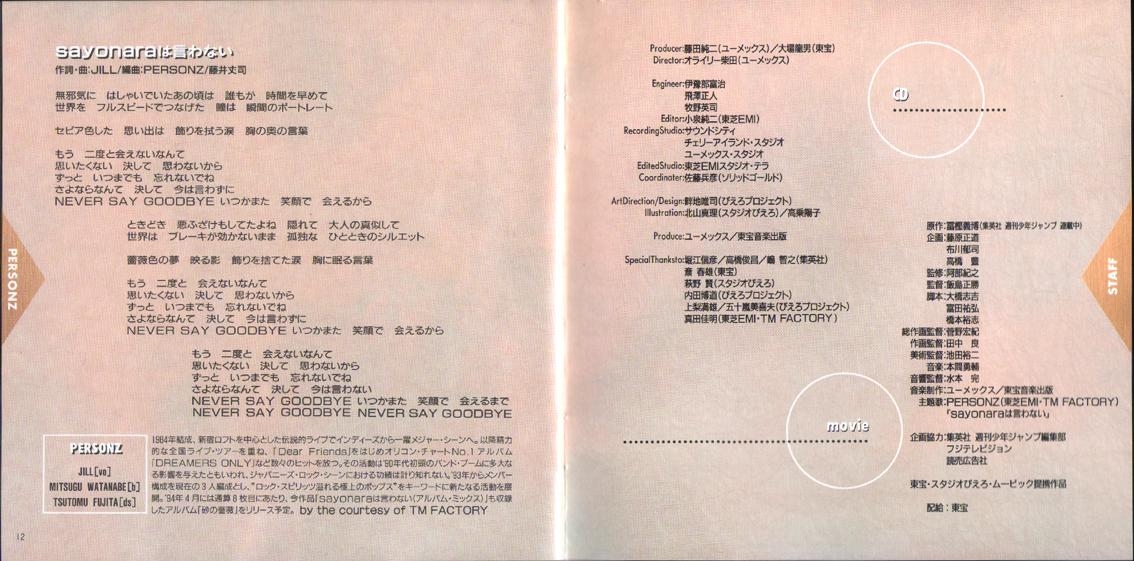 sayonaraは言わない
作詞・曲:JILL/編曲:PERSONZ/藤井丈司
無邪気に はしゃいでいたあの頃は 誰もが 時間を早めて
世界を フルスピードでつなげた 瞳は 瞬間のポートレート
セピア色した 思い出は 飾りを拭う涙 胸の奥の言葉
もう 二度と会えないなんて
思いたくない 決して 思わないから
ずっと いつまでも 忘れないでね
さよならなんて 決して 今は言わずに
NEVER SAY GOODBYE いつかまた 笑顔で 会えるから
ときどき 悪ふざけもしてたよね 隠れて 大人の真似して
世界は ブレーキが効かないまま 孤独な ひとときのシルエット
薔薇色の夢 映る影 飾りを捨てた涙 胸に眠る言葉
もう 二度と 会えないなんて
思いたくない 決して 思わないから
ずっと いつまでも 忘れないでね
さよならなんて 決して 今は言わずに
NEVER SAY GOODBYE いつかまた 笑顔で 会えるから
もう 二度と 会えないなんて
思いたくない 決して 思わないから
ずっと いつまでも 忘れないでね
さよならなんて 決して 今は言わない
NEVER SAY GOODBYE いつかまた 笑顔で 会えるまで
NEVER SAY GOODBYE NEVER SAY GOODBYE
PERSONZ
PERSONZ
JILL[vo]
MITSUGU WATANABE[b]
TSUTOMU FUJITA[ds]
1984年結成、新宿ロフトを中心とした伝説的ライブでインディーズから一躍メジャー・シーンへ。以降精力
的な全国ライブ・ツアーを重ね、「Dear Friends」をはじめオリコン・チャートNo.1アルバム
「DREAMERS ONLY」など数々のヒットを放つ。その活動は'90年代初頭のバンド・ブームに多大な
る影響を与えたともいわれ、ジャパニーズ・ロック・シーンにおける功績は計り知れない。'93年からメンバー
構成を現在の3人編成とし、"ロック・スピリッツ溢れる極上のポップス"をキーワードに新たなる活動を展
開。'94年4月には通算8枚目にあたり、今作品「sayonaraは言わない(アルバム・ミックス)」も収録
したアルバム「砂の薔薇」をリリース予定。 by the courtesy of TM FACTORY
12
Producer:藤田純二(ユーメックス)/大場龍男(東宝)
Director:オライリー柴田(ユーメックス)
Engineer:伊豫部富治
飛澤正人
牧野英司
Editor:小泉純二(東芝EMI)
RecordingStudio:サウンドシティ
チェリーアイランド・スタジオ
ユーメックス・スタジオ
EditedStudio:東芝EMIスタジオ・テラ
Coordinater:佐藤兵彦(ソリッドゴールド)
ArtDirection/Design:畔地唯司(ぴえろプロジェクト)
Illustration:北山真理(スタジオぴえろ)/高乗陽子
Produce:ユーメックス/東宝音楽出版
SpecialThanksto:堀江信彦/高橋俊昌/嶋 智之(集英社)
斎 春雄(東宝)
萩野 賢(スタジオぴえろ)
内田博道(ぴえろプロジェクト)
上梨満雄/五十嵐美喜夫(ぴえろプロジェクト)
真田佳明(東芝EMI・TM FACTORY)
CD
原作:冨樫義博(集英社 週刊少年ジャンプ 連載中)
企画:藤原正道
布川郁司
高橋 豊
監修:阿部紀之
監督:飯島正勝
脚本:大橋志吉
富田祐弘
橋本裕志
総作画監督:菅野宏紀
作画監督:田中 良
美術監督:池田裕二
音楽:本間勇輔
音響監督:水本 完
音楽制作:ユーメックス/東宝音楽出版
主題歌:PERSONZ(東芝EMI・TM FACTORY)
「sayonaraは言わない」
movie
企画協力:集英社 週刊少年ジャンプ編集部
フジテレビジョン
読売広告社
東宝・スタジオぴえろ・ムービック提携作品
配給:東宝
STAFF